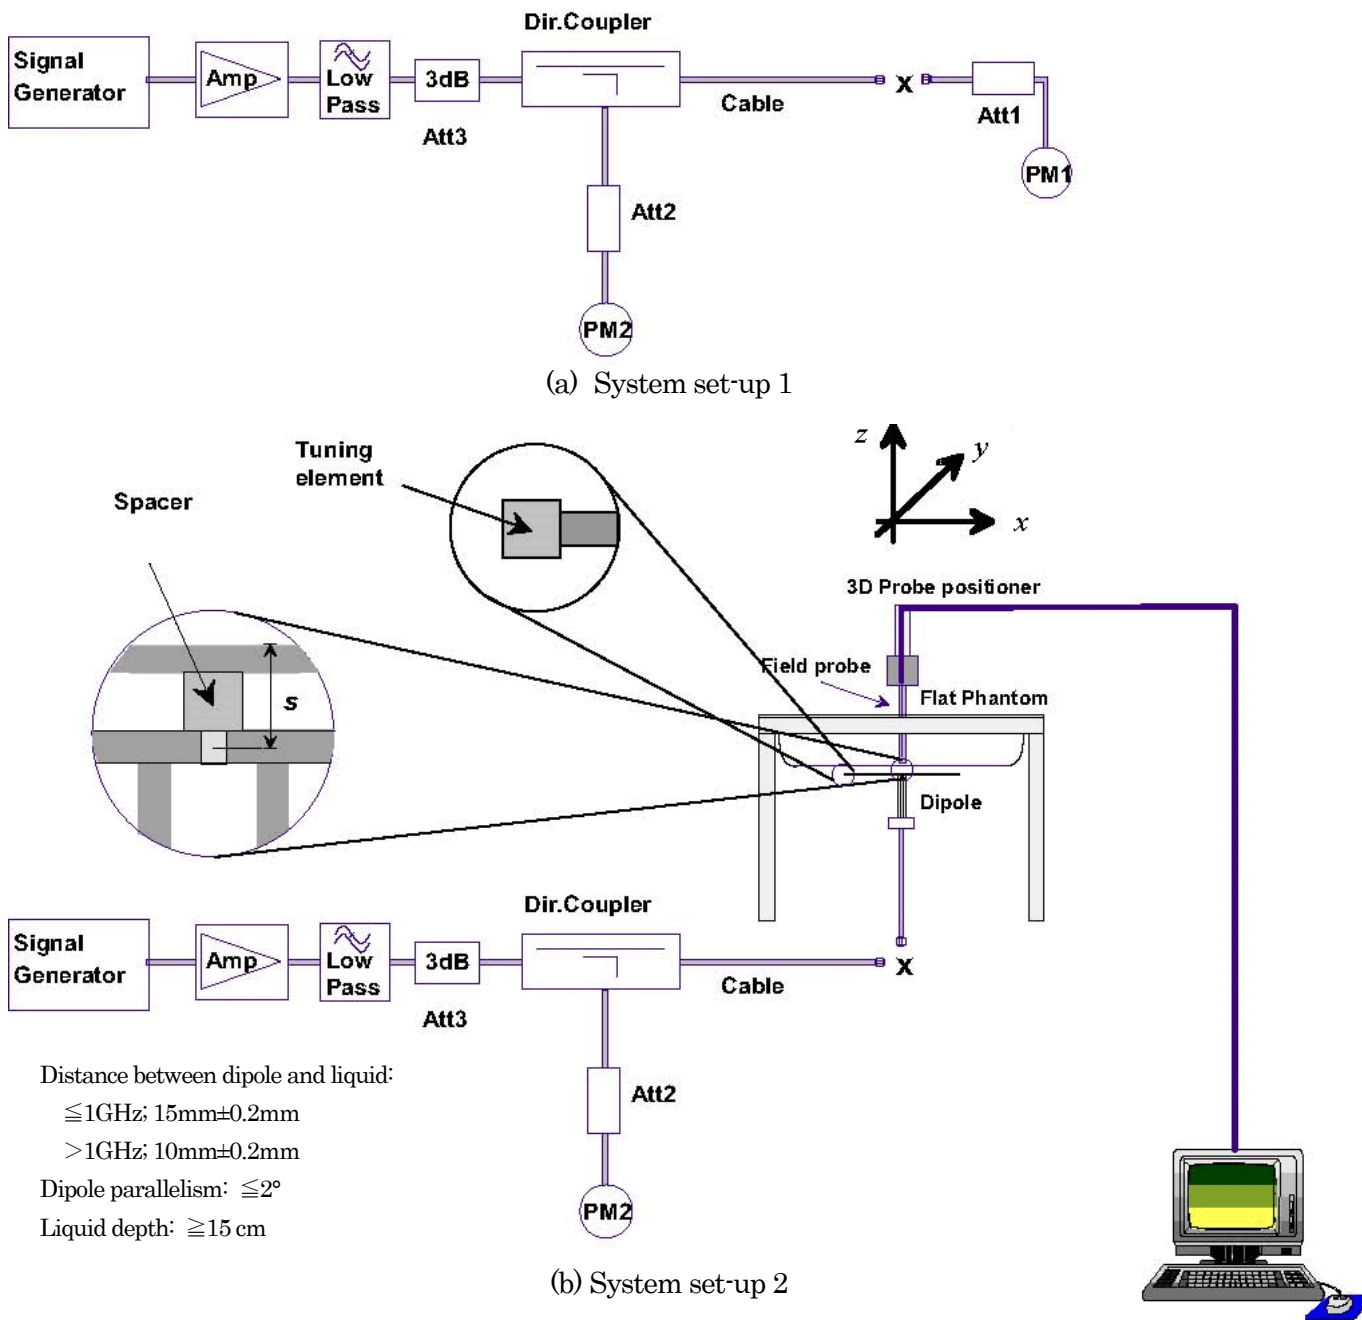 Dir.Coupler
Signal
Generator
Amp
Low
Pass
3dB
Att3
Cable
X
Att1
PM1
Att2
PM2
(a) System set-up 1
Tuning
element
Spacer
s
z
y
x
3D Probe positioner
Field probe
Flat Phantom
Dipole
Dir.Coupler
Signal
Generator
Amp
Low
Pass
3dB
Att3
Cable
X
Att2
PM2
Distance between dipole and liquid:
≦1GHz; 15mm±0.2mm
>1GHz; 10mm±0.2mm
Dipole parallelism: ≦2°
Liquid depth: ≧15 cm
(b) System set-up 2